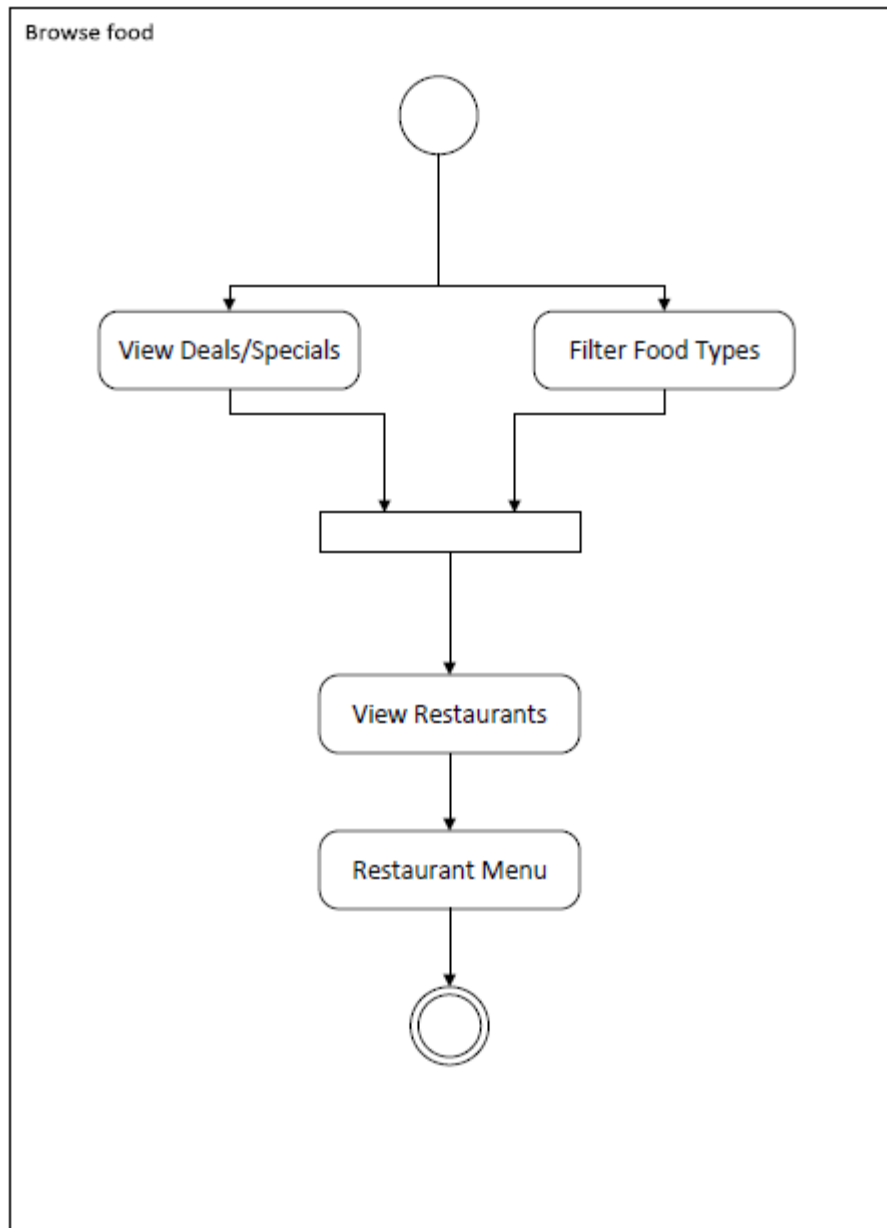 Browse food
View Deals/Specials
Filter Food Types
View Restaurants
Restaurant Menu